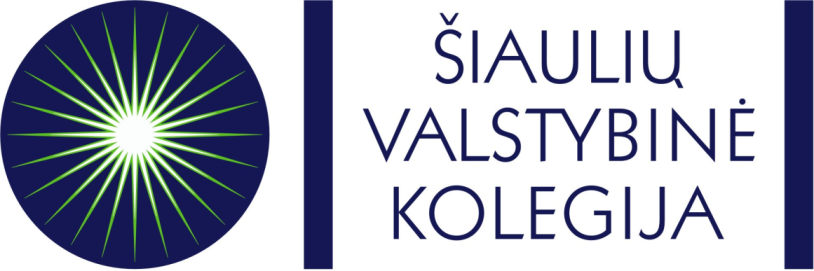 ŠIAULIŲ
VALSTYBINĖ
KOLEGIJA